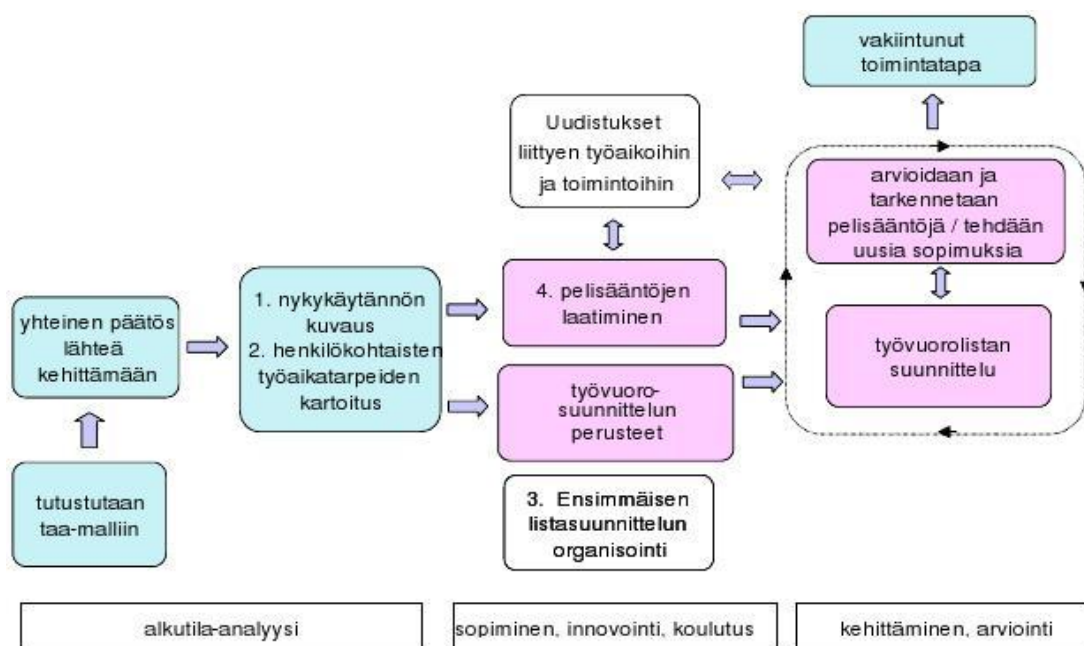 vakiintunut
toimintatapa
Uudistukset
liittyen työaikoihin
ja toimintoihin
arvioidaan ja
tarkennetaan
pelisääntöjä / tehdään
uusia sopimuksia
yhteinen päätös
lähteä
kehittämään
1. nykykäytännön
kuvaus
2. henkilökohtaisten
työaikatarpeiden
kartoitus
4. pelisääntöjen
laatiminen
työvuorolistan
suunnittelu
työvuoro-
suunnittelun
perusteet
tutustutaan
taa-malliin
3. Ensimmäisen
listasuunnittelun
organisointi
alkutila-analyysi
sopiminen, innovointi, koulutus
kehittäminen, arviointi